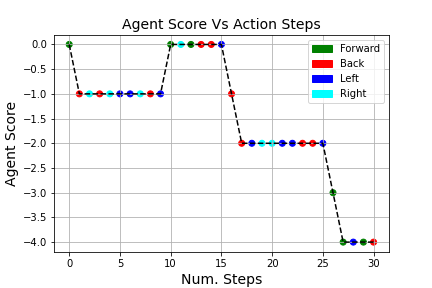 Agent Score Vs Action Steps
Agent Score
0.0
−0.5
−1.0
−1.5
−2.0
−2.5
−3.0
−3.5
−4.0
Forward
Back
Left
Right
0 5 10 15 20 25 30
Num. Steps